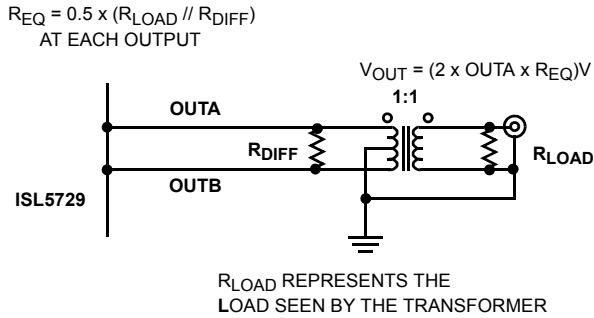 REQ = 0.5 x (RLOAD // RDIFF)
AT EACH OUTPUT
VOUT = (2 x OUTA x REQ)V
1:1
OUTA
RDIFF
RLOAD
OUTB
ISL5729
RLOAD REPRESENTS THE
LOAD SEEN BY THE TRANSFORMER